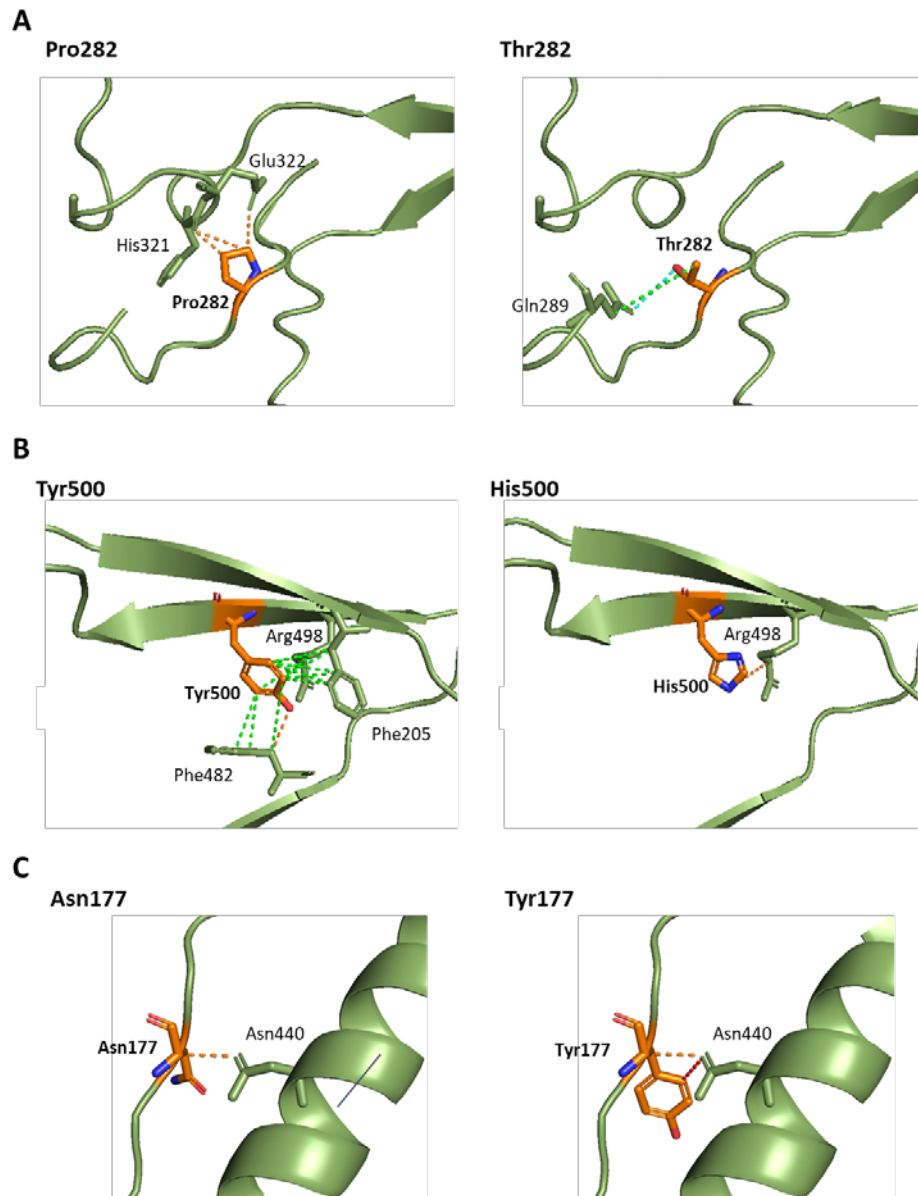 A
Pro282
Thr282
Glu322
His321
Pro282
Thr282
Gln289
B
Tyr500
His500
Arg498
Tyr500
Phe205
Phe482
Arg498
His500
C
Asn177
Tyr177
Asn177
Asn440
Asn440
Tyr177